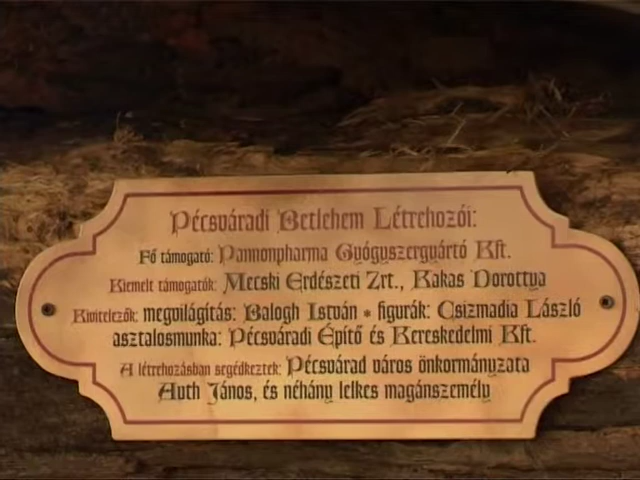 Pécsváradi Betlehem Létrehozói:
Fő támogató: Pannonpharma Gyógyszergyártó Kft.
Kiemelt támogatók: Mecski Erdészeti Zrt., Kakas Dorottya
Kivitelezők: megvilágítás: Balogh István * figurák: Csizmadia László
asztalosmunka: Pécsváradi Építő és Kereskedelmi Kft.
A létrehozásban segédkeztek: Pécsvárad város önkormányzata
Auth János, és néhány lelkes magánszemély